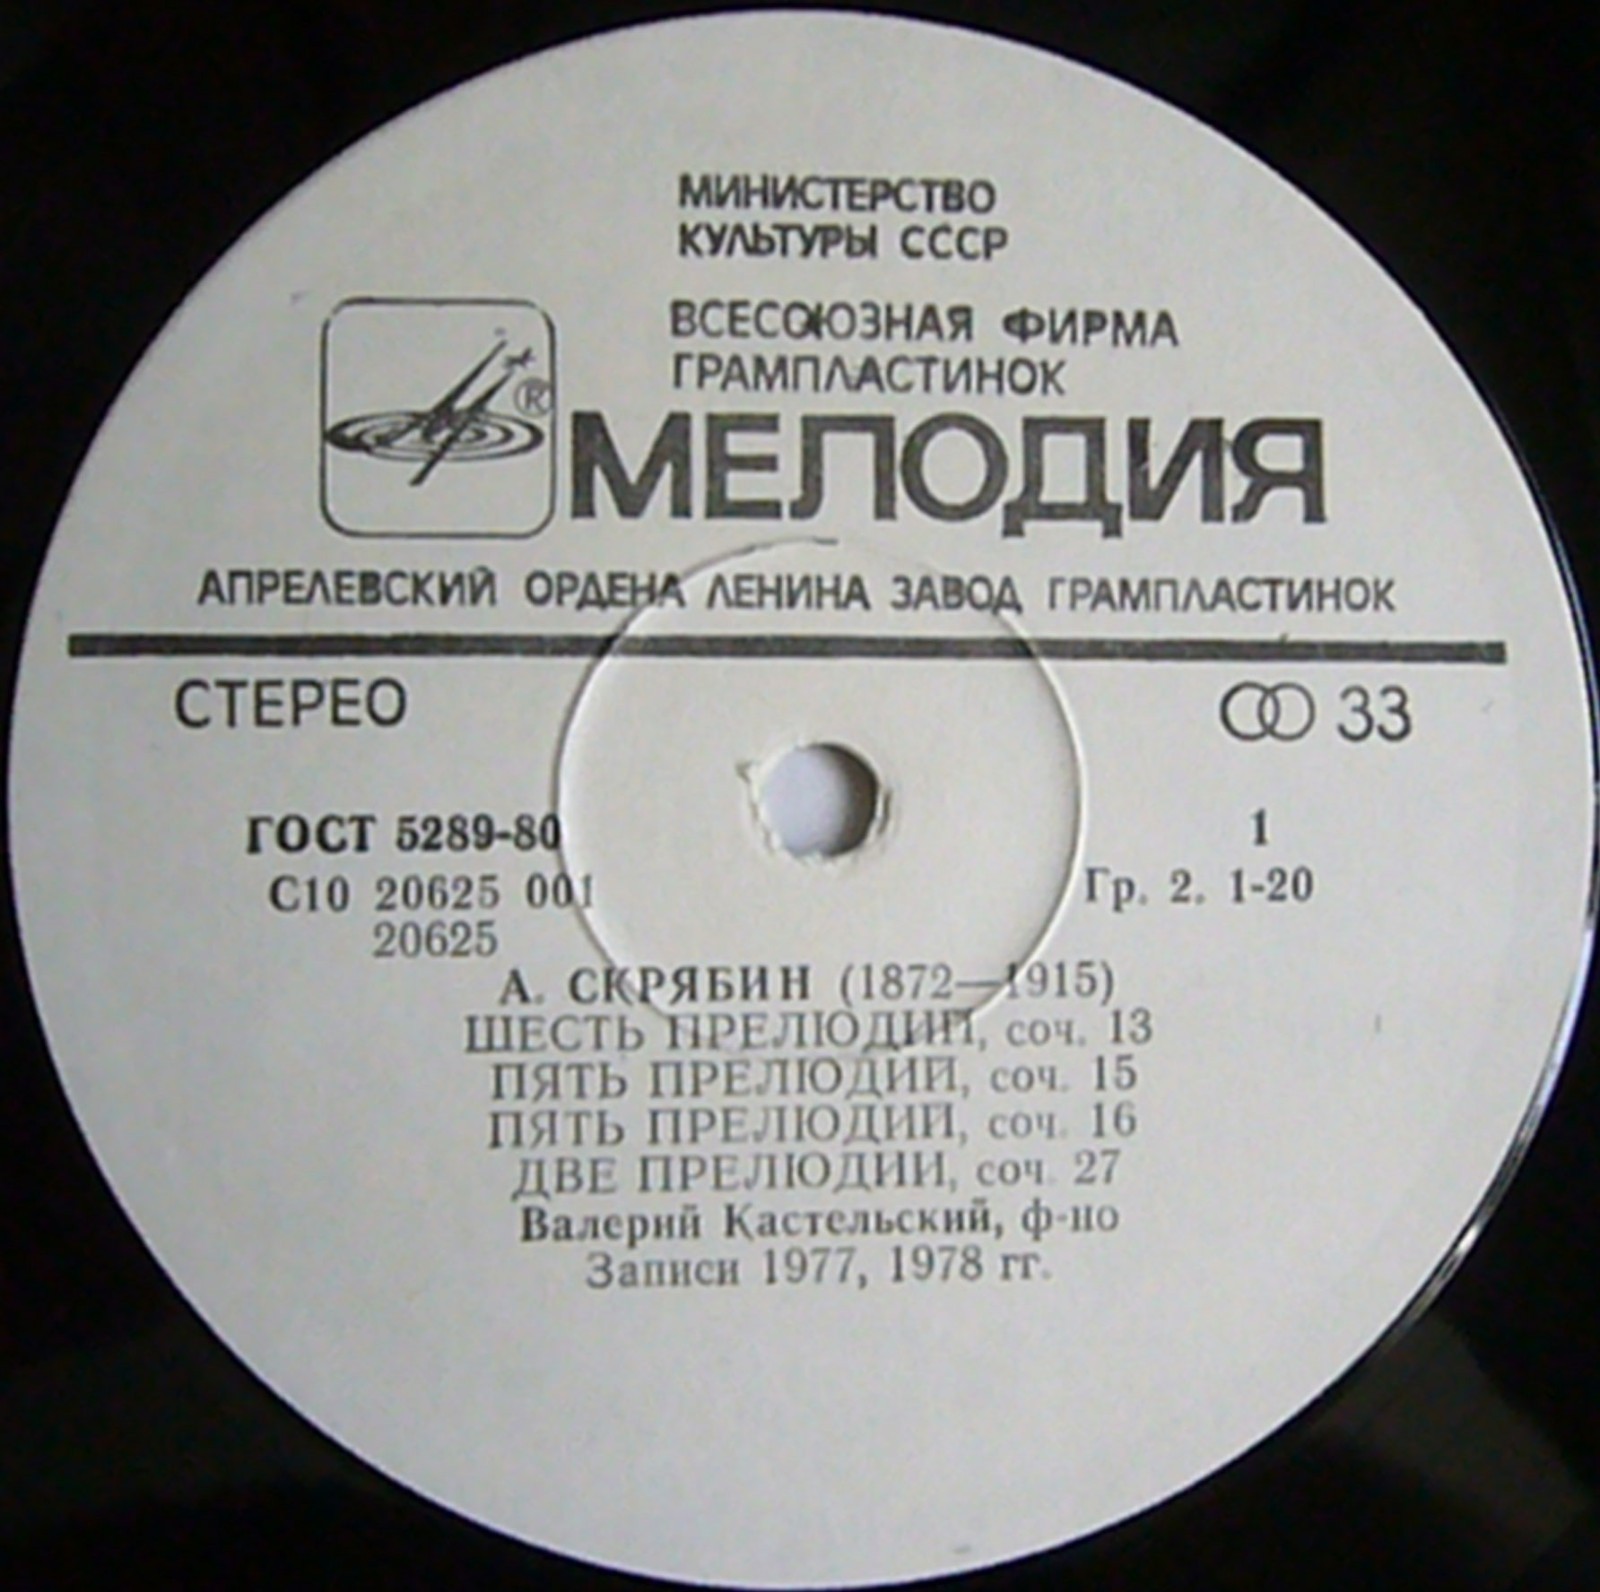 МИНИСТЕРСТВО
КУЛЬТУРЫ СССР
ВСЕСОЮЗНАЯ ФИРМА
ГРАМПЛАСТИНОК
®
МЕЛОДИЯ
АПРЕЛЕВСКИЙ ОРДЕНА ЛЕНИНА ЗАВОД ГРАМПЛАСТИНОК
СТЕРЕО 33
ГОСТ 5289-80 1
С10 20625 001 Гр. 2. 1-20
20625
А. СКРЯБИН (1872—1915)
ШЕСТЬ ПРЕЛЮДИЙ, соч. 13
ПЯТЬ ПРЕЛЮДИЙ, соч. 15
ПЯТЬ ПРЕЛЮДИЙ, соч. 16
ДВЕ ПРЕЛЮДИИ, соч. 27
Валерий Кастельский, ф-но
Записи 1977, 1978 гг.